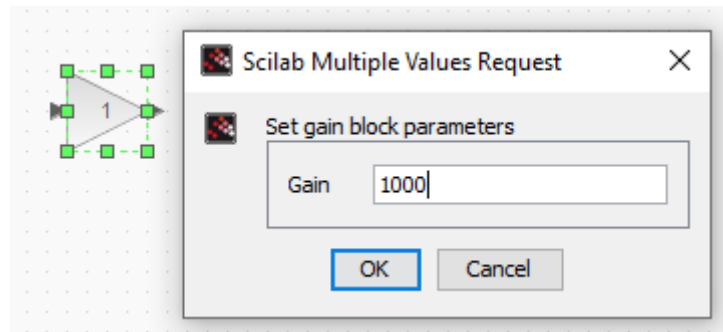 1
Scilab Multiple Values Request
Set gain block parameters
Gain 1000
OK Cancel